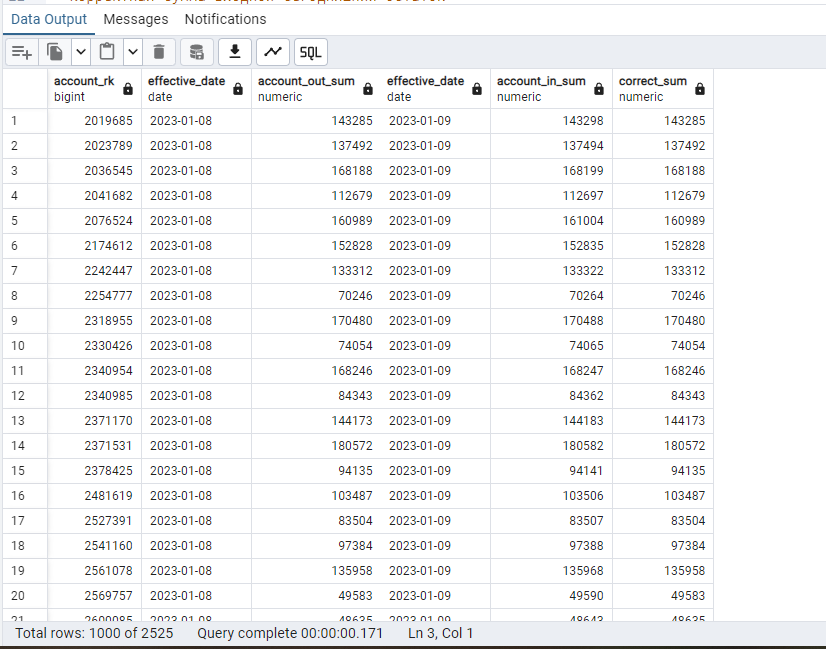 Data Output Messages Notifications
SQL
account_rk effective_date account_out_sum effective_date account_in_sum correct_sum
bigint date numeric date numeric numeric
1 2019685 2023-01-08 143285 2023-01-09 143298 143285
2 2023789 2023-01-08 137492 2023-01-09 137494 137492
3 2036545 2023-01-08 168188 2023-01-09 168199 168188
4 2041682 2023-01-08 112679 2023-01-09 112697 112679
5 2076524 2023-01-08 160989 2023-01-09 161004 160989
6 2174612 2023-01-08 152828 2023-01-09 152835 152828
7 2242447 2023-01-08 133312 2023-01-09 133322 133312
8 2254777 2023-01-08 70246 2023-01-09 70264 70246
9 2318955 2023-01-08 170480 2023-01-09 170488 170480
10 2330426 2023-01-08 74054 2023-01-09 74065 74054
11 2340954 2023-01-08 168246 2023-01-09 168247 168246
12 2340985 2023-01-08 84343 2023-01-09 84362 84343
13 2371170 2023-01-08 144173 2023-01-09 144183 144173
14 2371531 2023-01-08 180572 2023-01-09 180582 180572
15 2378425 2023-01-08 94135 2023-01-09 94141 94135
16 2481619 2023-01-08 103487 2023-01-09 103506 103487
17 2527391 2023-01-08 83504 2023-01-09 83507 83504
18 2541160 2023-01-08 97384 2023-01-09 97388 97384
19 2561078 2023-01-08 135958 2023-01-09 135968 135958
20 2569757 2023-01-08 49583 2023-01-09 49590 49583
21 2023-01-08 2023-01-09
Total rows: 1000 of 2525 Query complete 00:00:00.171 Ln 3, Col 1